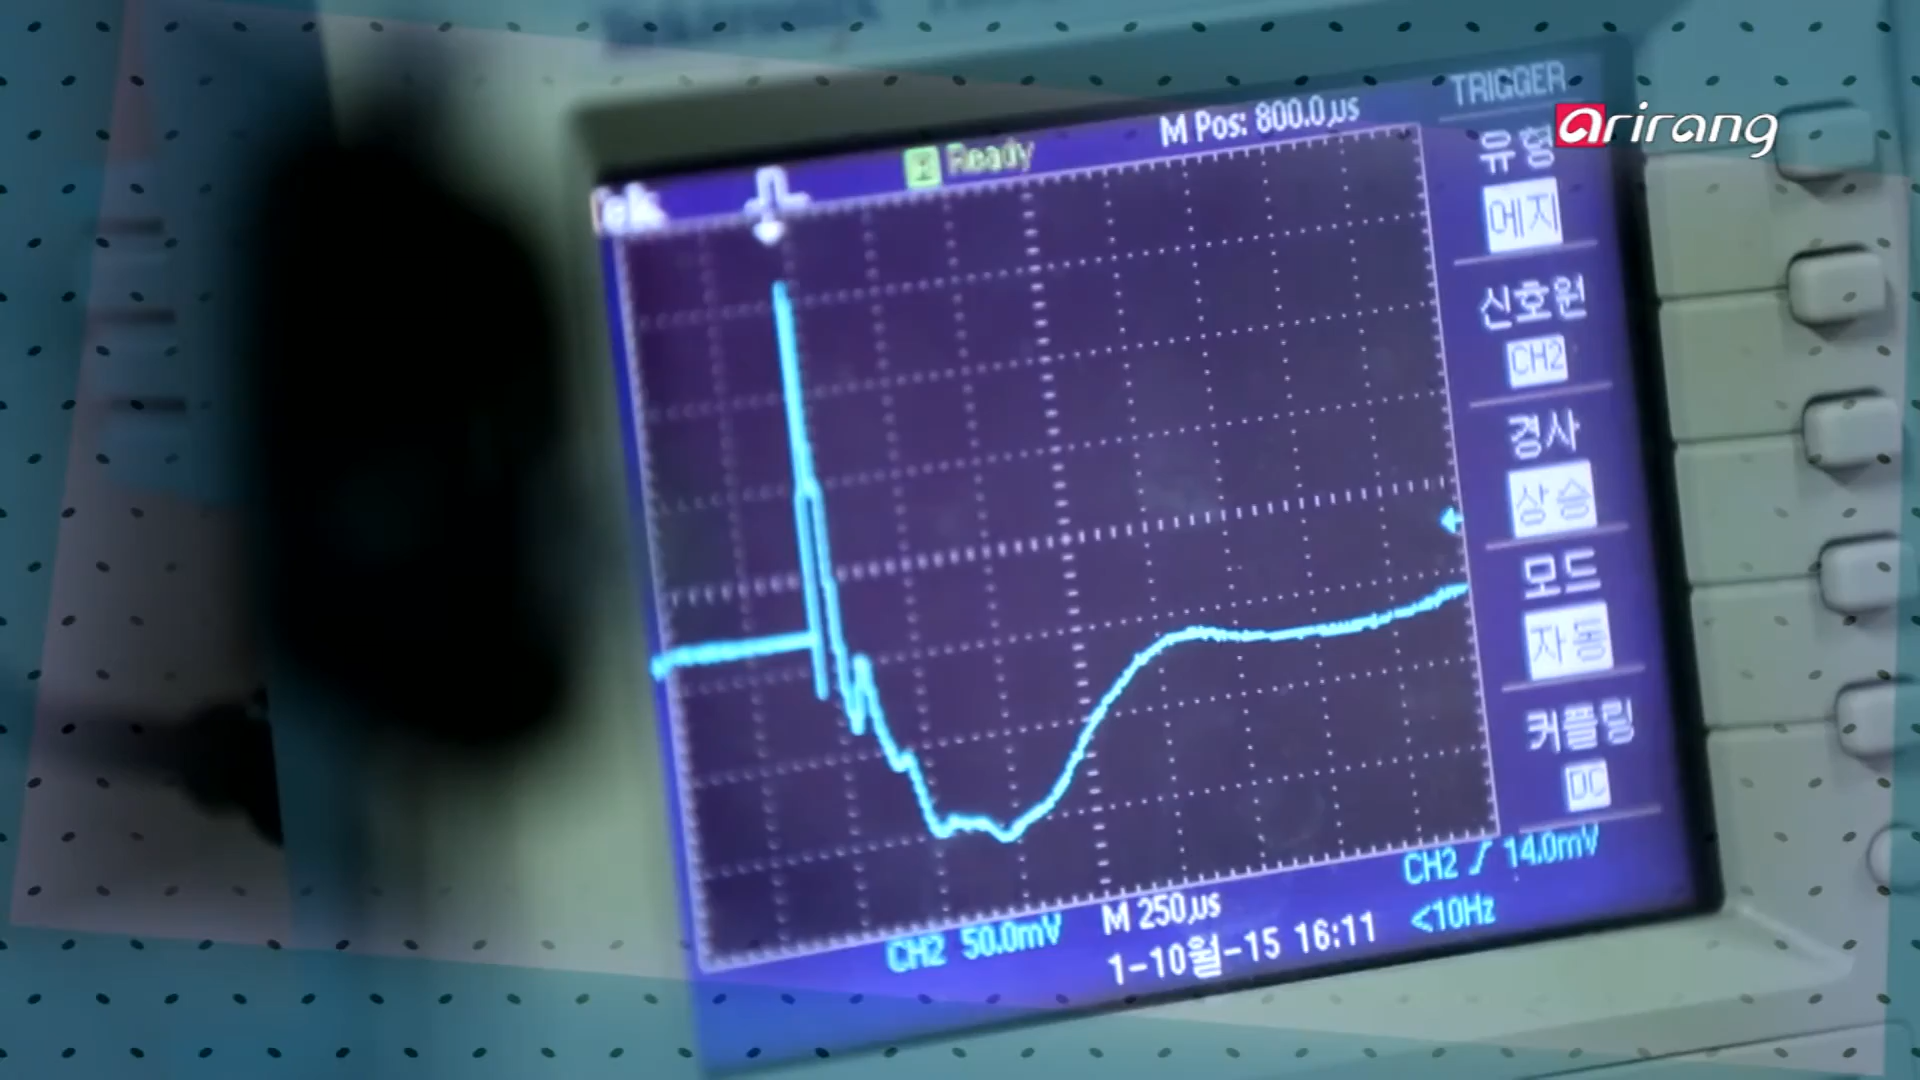 TRIGGER
arirang
M Pos: 800.0µs
Ready
유형
에지
신호원
CH2
경사
상승
모드
자동
커플링
DC
CH2 50.0mV
M 250µs
CH2 14.0mV
1-10월-15 16:11
<10Hz